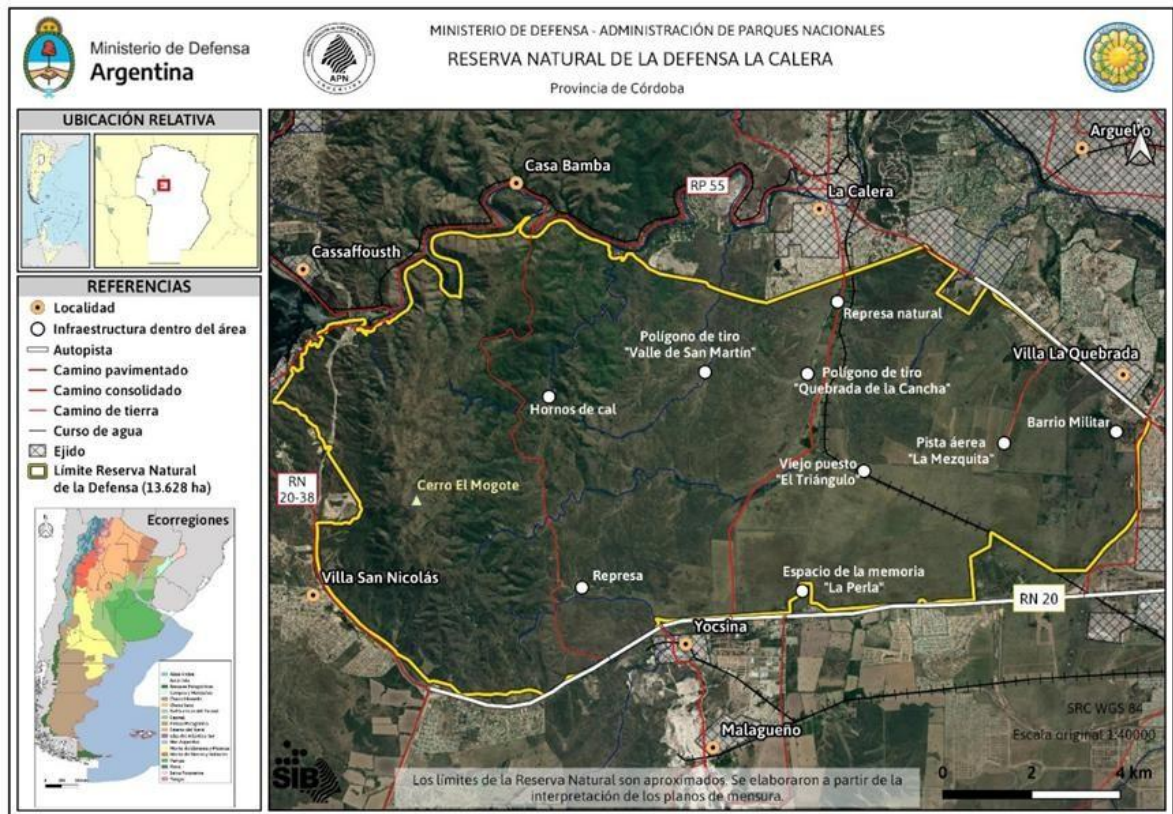 Ministerio de Defensa
Argentina
APN
ARGENTINA
MINISTERIO DE DEFENSA - ADMINISTRACIÓN DE PARQUES NACIONALES
RESERVA NATURAL DE LA DEFENSA LA CALERA
Provincia de Córdoba
UBICACIÓN RELATIVA
REFERENCIAS
Localidad
Infraestructura dentro del área
Autopista
Camino pavimentado
Camino consolidado
Camino de tierra
Curso de agua
Ejido
Límite Reserva Natural
de la Defensa (13.628 ha)
Ecorregiones
Casa Bamba
RP 55
Arguello
La Calera
Cassaffousth
Represa natural
Polígono de tiro
"Valle de San Martín"
Villa La Quebrada
Polígono de tiro
"Quebrada de la Cancha"
Hornos de cal
Barrio Militar
Pista áerea
"La Mezquita"
Viejo puesto
"El Triángulo"
RN
20-38
Cerro El Mogote
Villa San Nicolás
Represa
Espacio de la memoria
"La Perla"
RN 20
Yocsina
Malagueño
SRC WGS 84
Escala original 1:40000
0 2 4 km
SIB
Los límites de la Reserva Natural son aproximados. Se elaboraron a partir de la
interpretación de los planos de mensura.